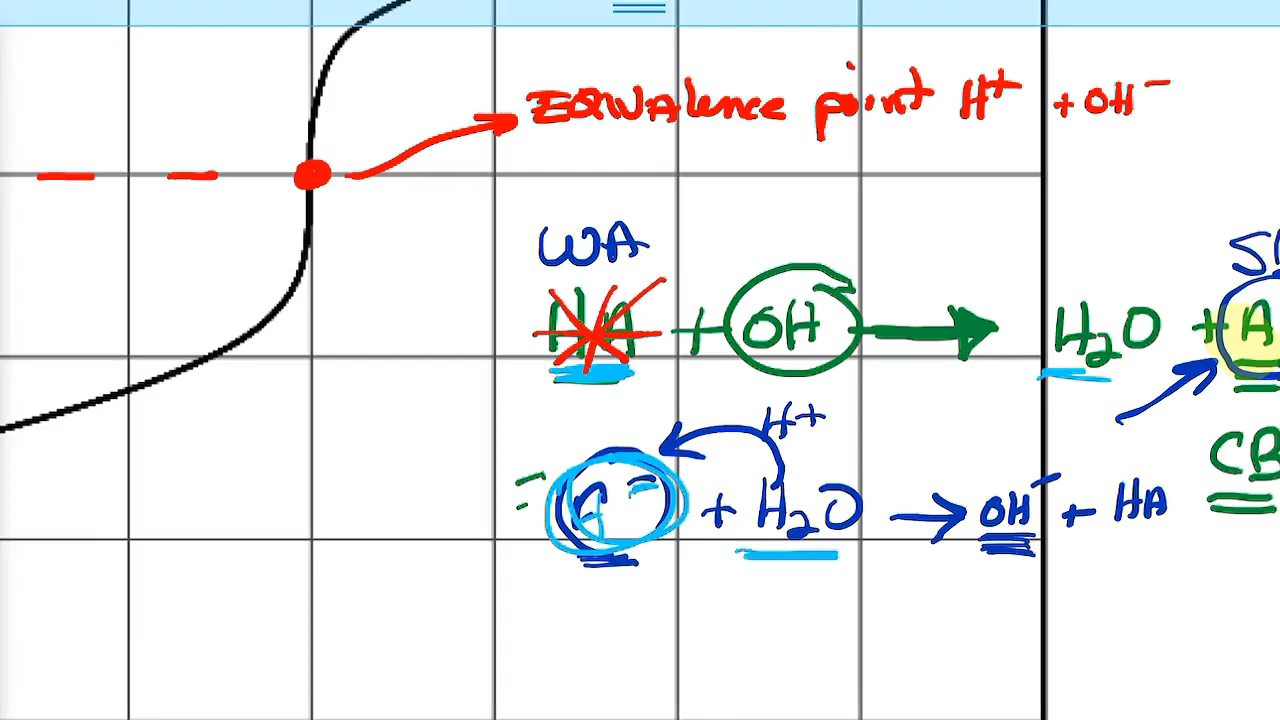 EQUIVAlence point H⁺ + OH⁻
WA
HA + OH → H₂O + A
CB
H⁺
A⁻ + H₂O → OH⁻ + HA